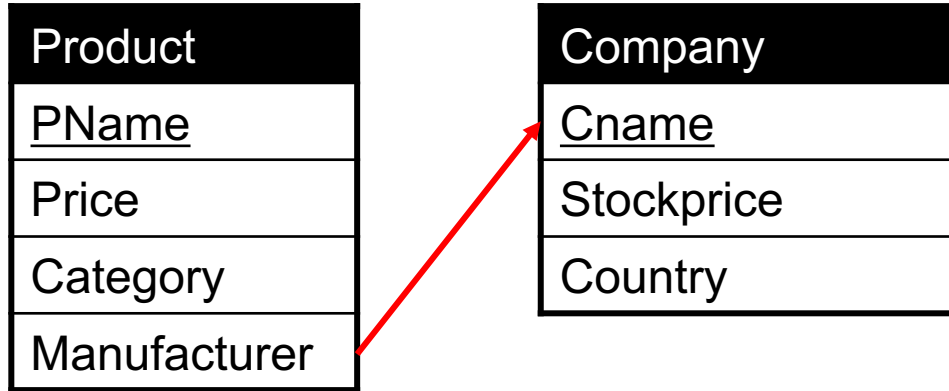 Product
PName
Price
Category
Manufacturer
Company
Cname
Stockprice
Country